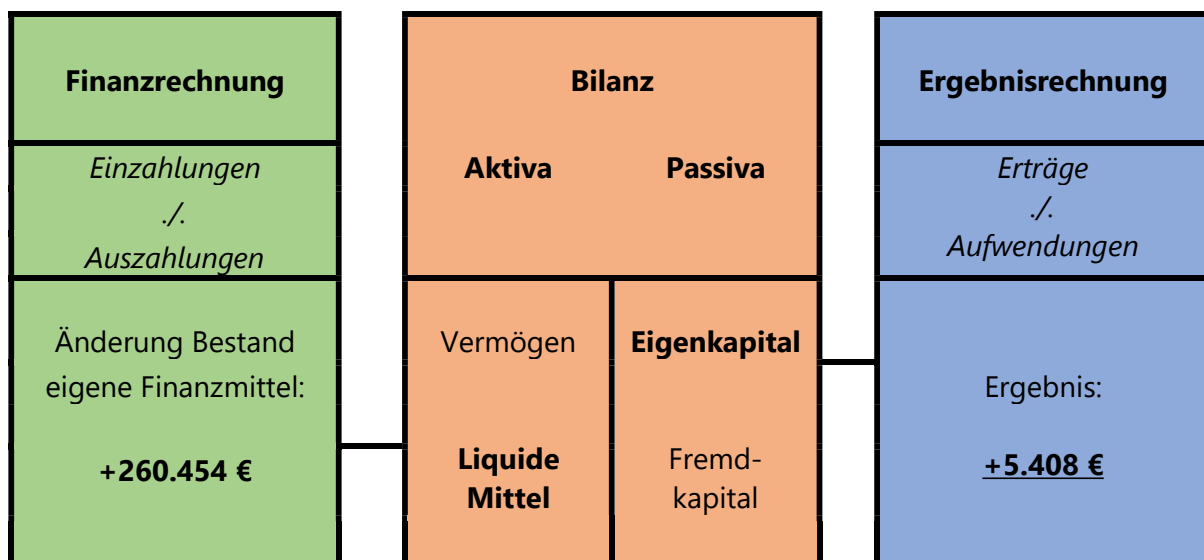 Finanzrechnung
Einzahlungen
./.
Auszahlungen
Änderung Bestand
eigene Finanzmittel:
+260.454 €
Bilanz
Aktiva
Passiva
Vermögen
Liquide
Mittel
Eigenkapital
Fremd-
kapital
Ergebnisrechnung
Erträge
./.
Aufwendungen
Ergebnis:
+5.408 €